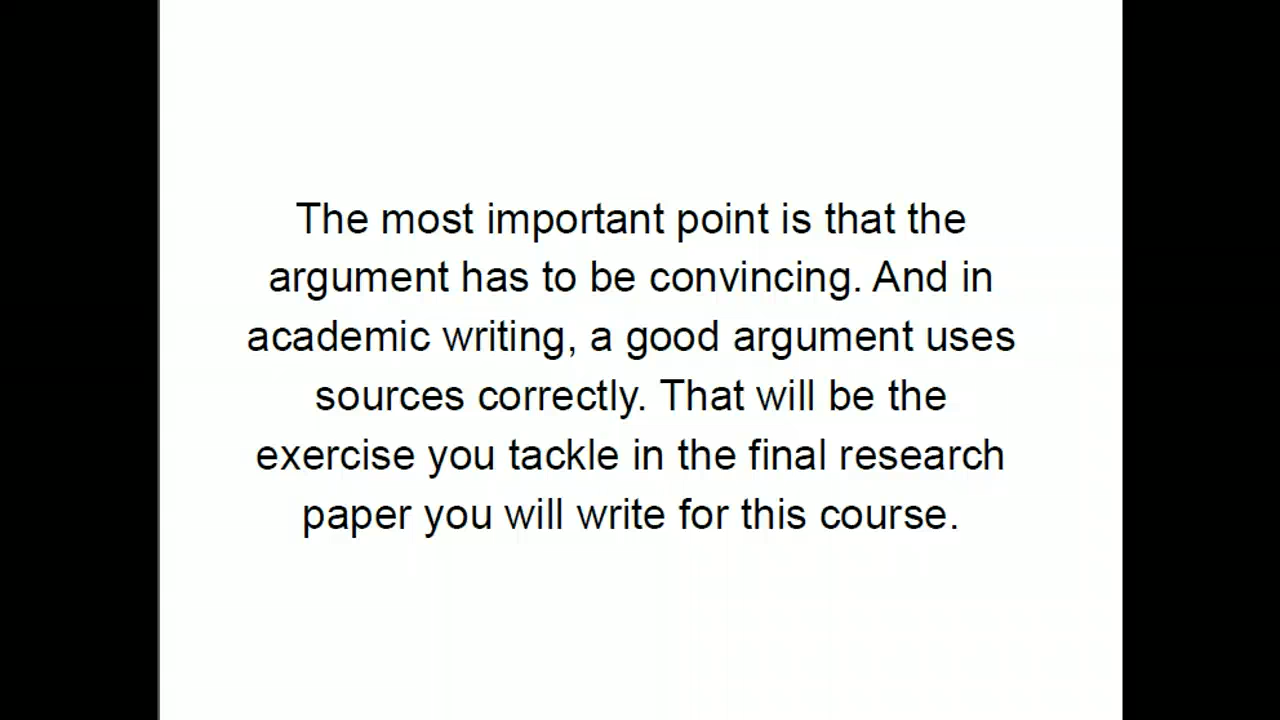 The most important point is that the
argument has to be convincing. And in
academic writing, a good argument uses
sources correctly. That will be the
exercise you tackle in the final research
paper you will write for this course.